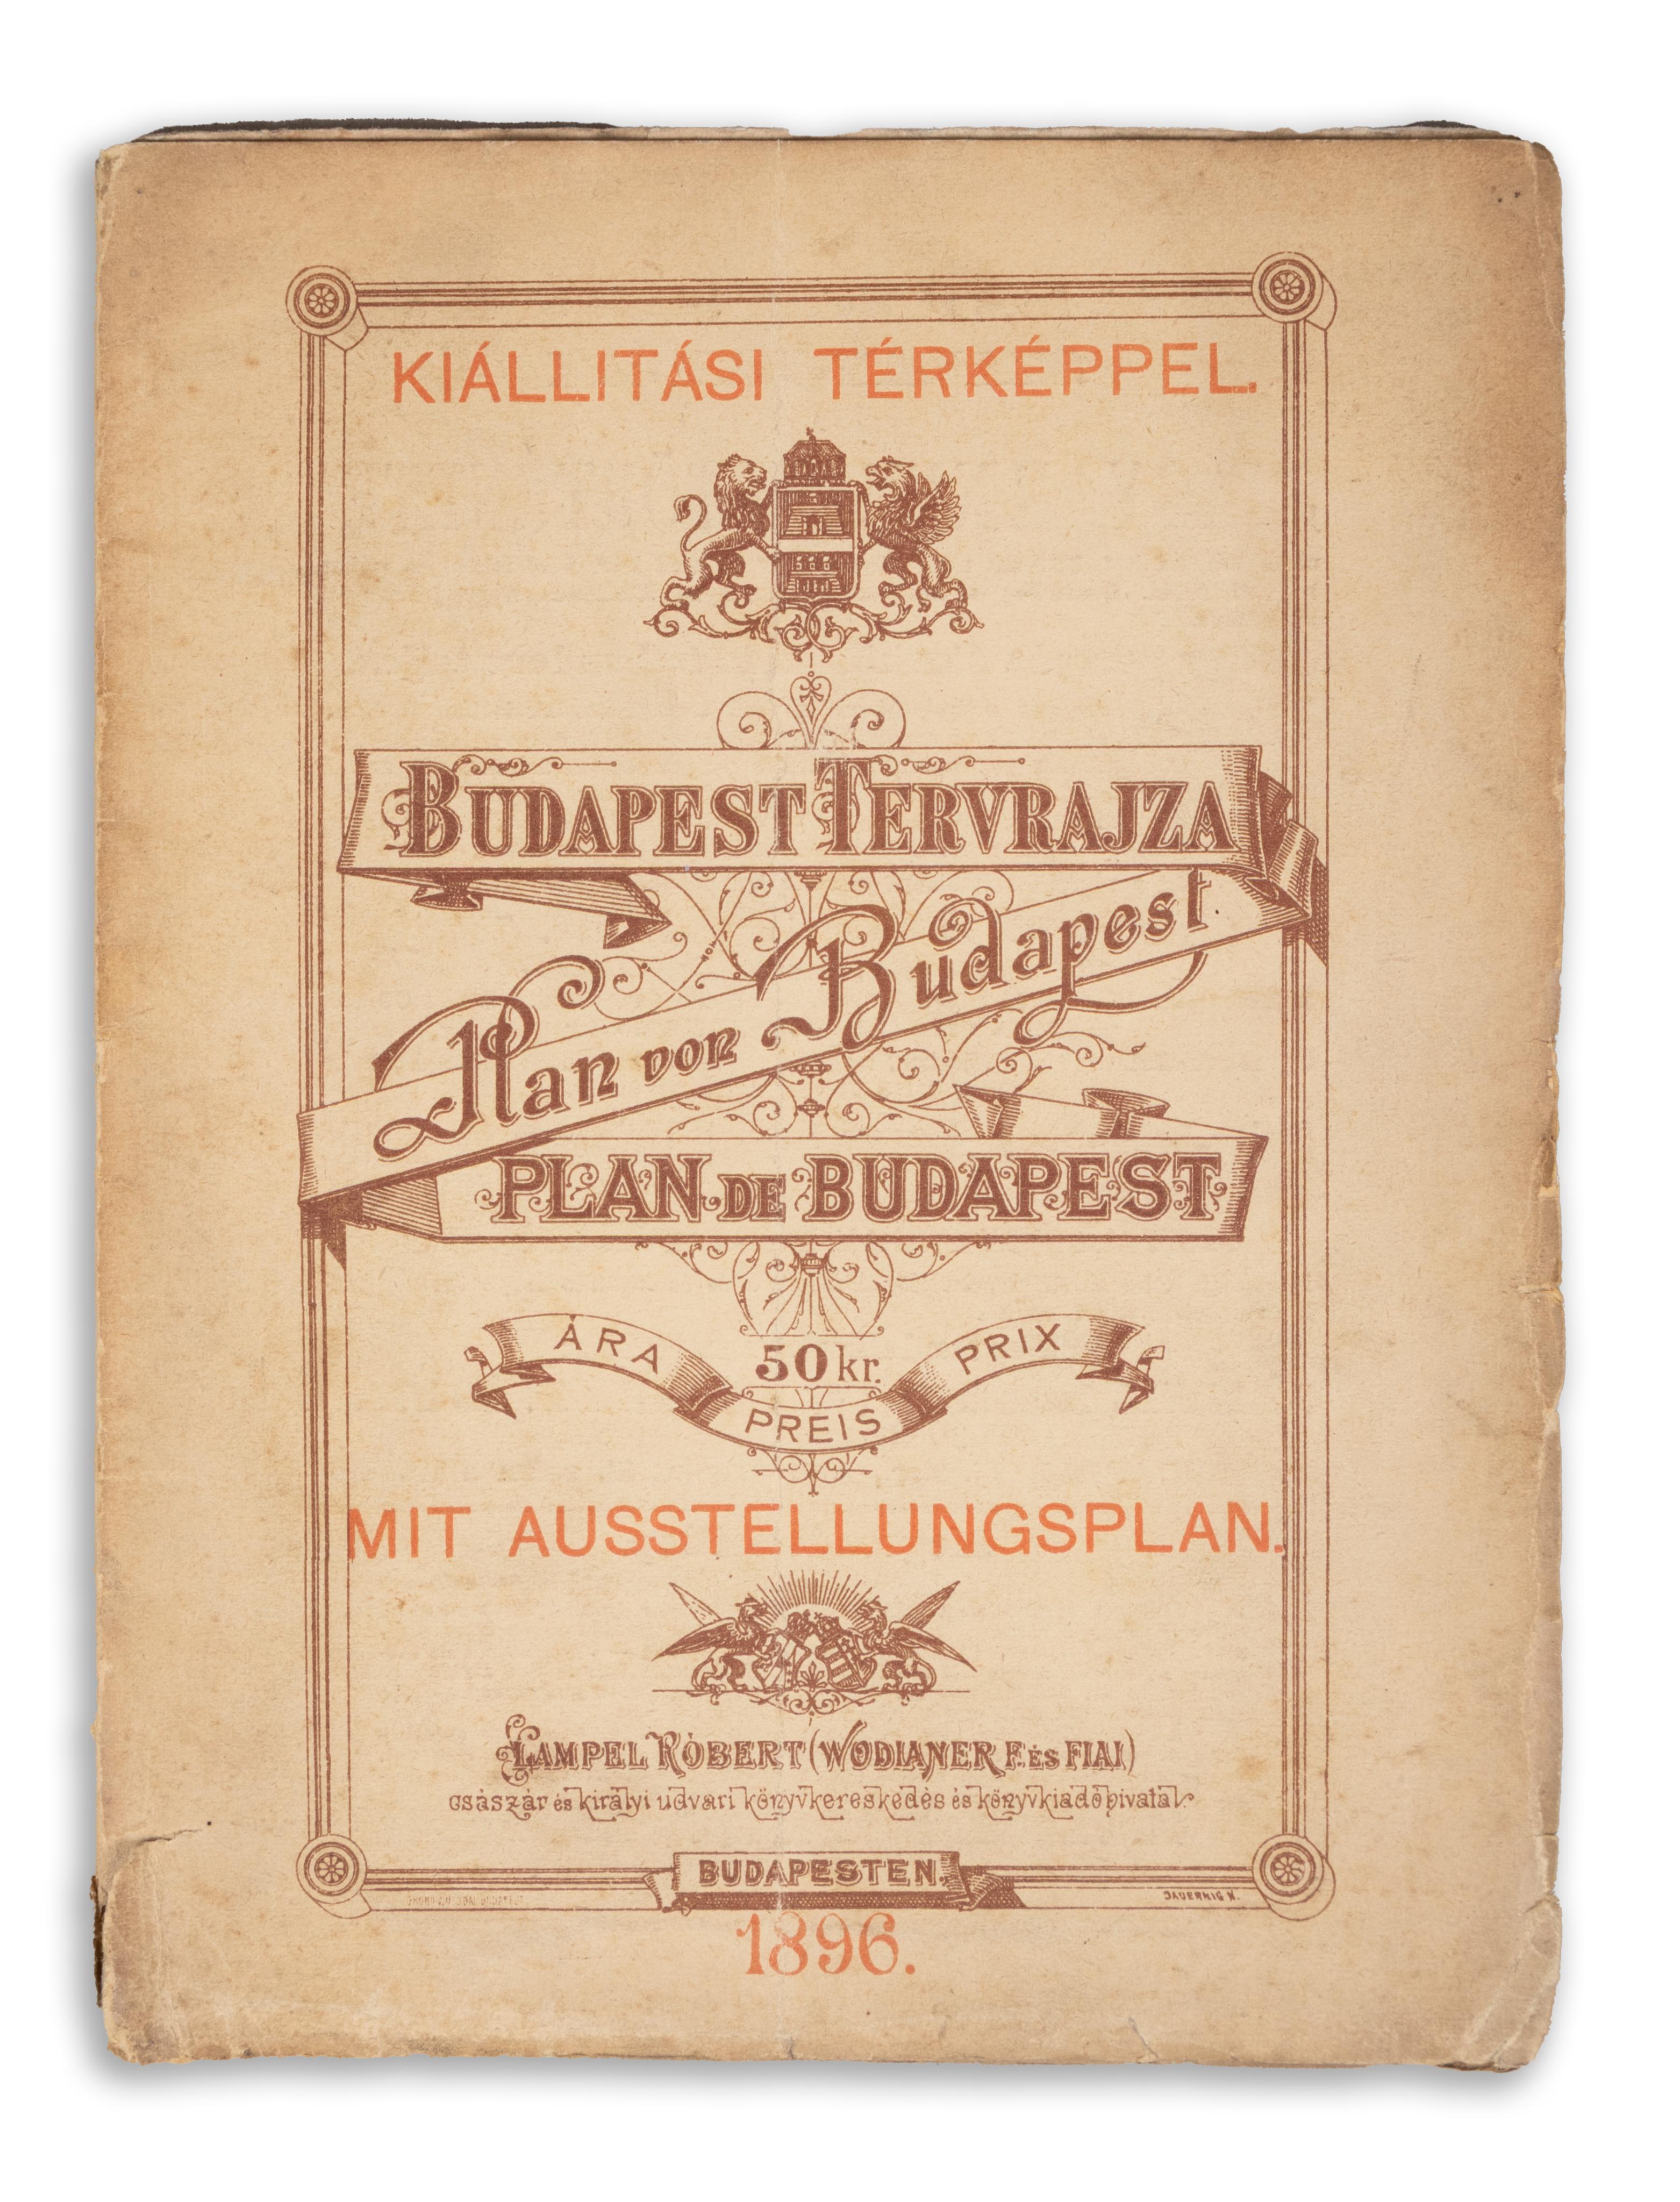 KIÁLLITÁSI TÉRKÉPPEL.
BUDAPEST TERVRAJZA
Plan von Budapest
PLAN DE BUDAPEST
ÁRA 50 kr. PRIX
PREIS
MIT AUSSTELLUNGSPLAN.
LAMPEL RÓBERT (WODIANER F. ÉS FIAI)
császár és királyi udvari könyvkereskedés és könyvkiadóhivatal
BUDAPESTEN.
1896.